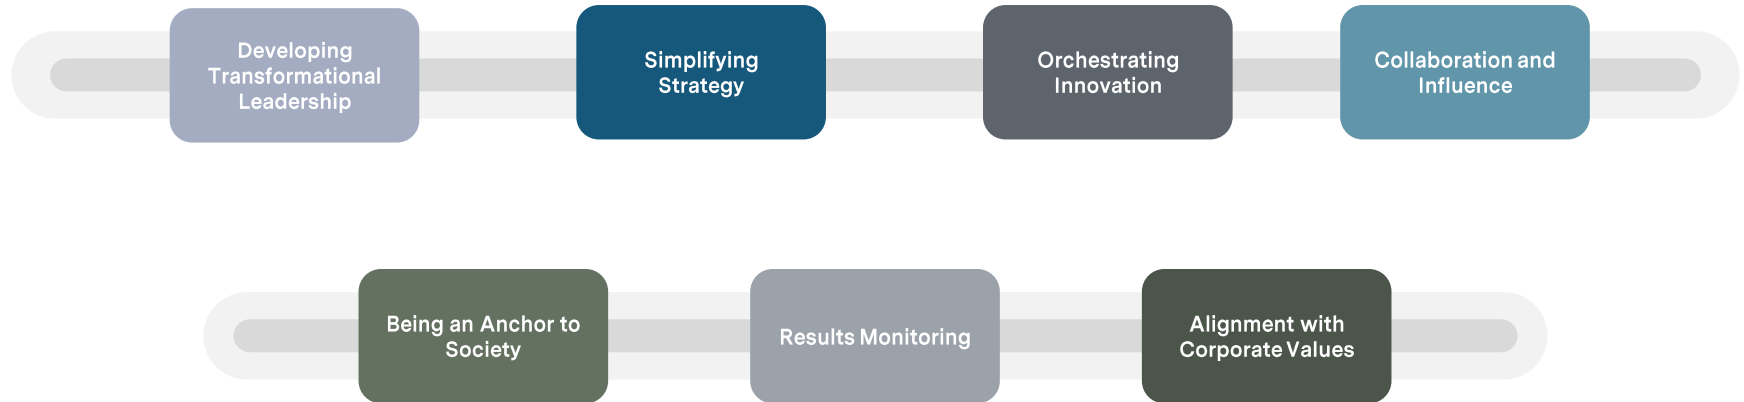 Developing
Transformational
Leadership
Simplifying
Strategy
Orchestrating
Innovation
Collaboration and
Influence
Being an Anchor to
Society
Results Monitoring
Alignment with
Corporate Values